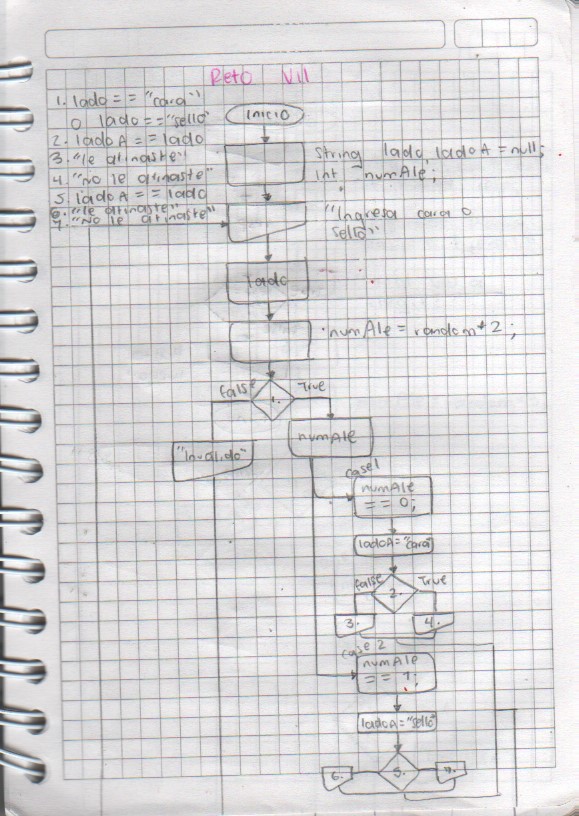 Reto VIII
1. lado == "cara"
o lado == "sello"
2. ladoA == lado
3. "le atinaste"
4. "no le atinaste"
5. ladoA == lado
6. "le atinaste"
7. "No le atinaste"
inicio
String lado, ladoA = null;
int numAle;
"Ingresa cara o
sello"
lado
numAle = random * 2;
false
True
1.
"Invalido"
numAle
case1
numAle
== 0;
ladoA = "cara"
false
True
2.
3.
4.
case 2
numAle
== 1;
ladoA = "sello"
6.
5.
7.